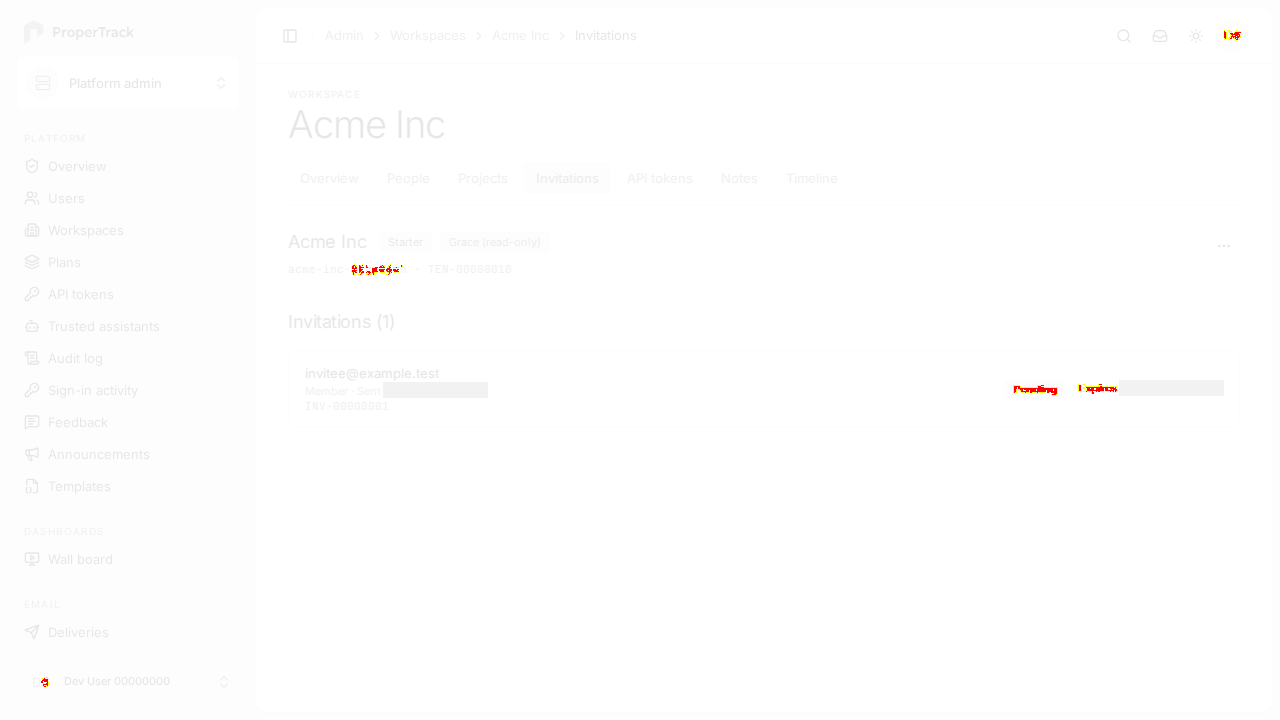 ProperTrack
Admin > Workspaces > Acme Inc > Invitations
Platform admin
PLATFORM
Overview
Users
Workspaces
Plans
API tokens
Trusted assistants
Audit log
Sign-in activity
Feedback
Announcements
Templates
DASHBOARDS
Wall board
EMAIL
Deliveries
Dev User 00000000
WORKSPACE
Acme Inc
Overview People Projects Invitations API tokens Notes Timeline
Acme Inc Starter Grace (read-only)
acme-inc- · TEN-00000010
Invitations (1)
invitee@example.test
Member · Sent
INV-00000001
Pending Expires